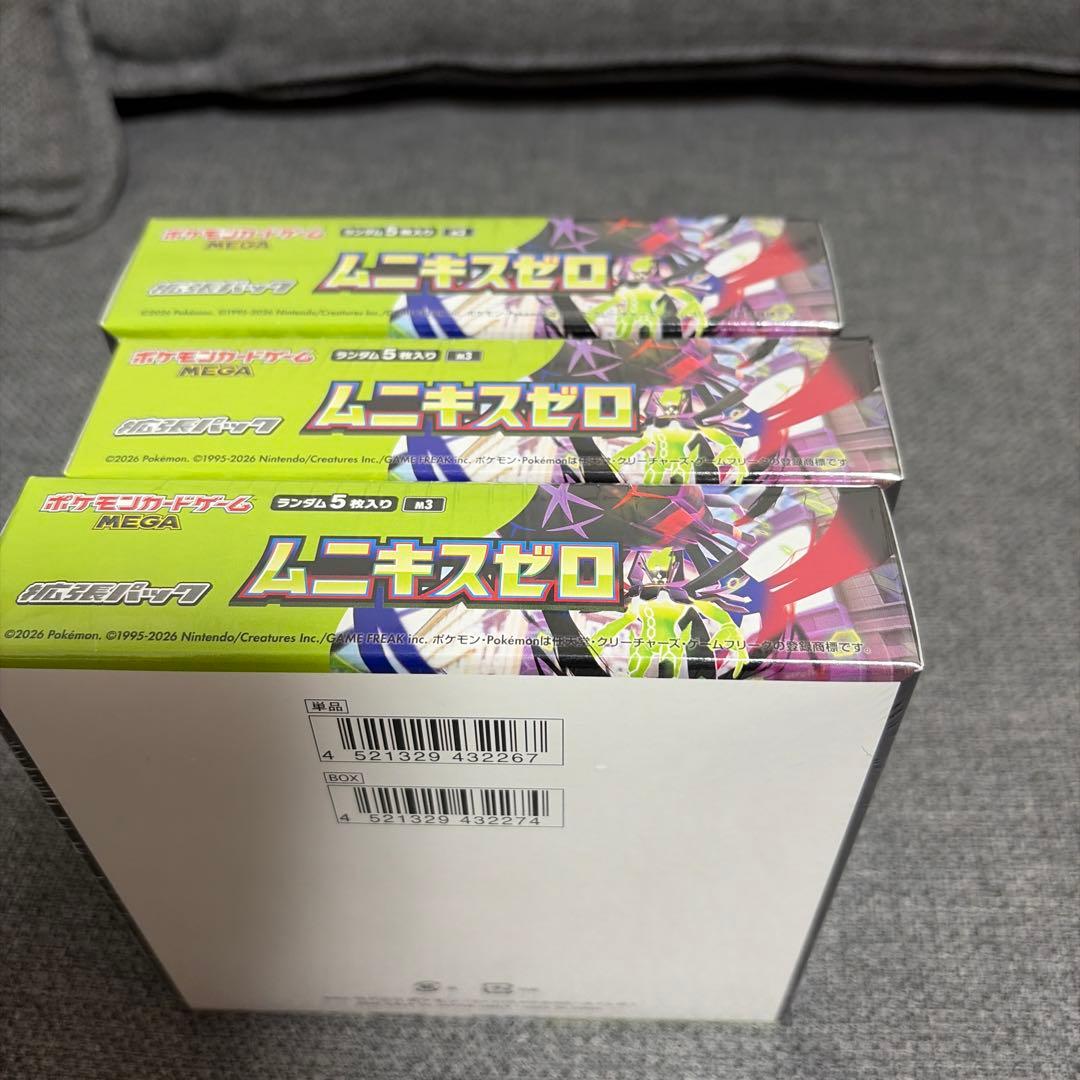 ポケモンカードゲーム
MEGA
ランダム5枚入り m3
ムニキスゼロ
拡張パック
©2026 Pokémon. ©1995-2026 Nintendo/Creatures Inc.
ポケモンカードゲーム
MEGA
ランダム5枚入り m3
ムニキスゼロ
拡張パック
©2026 Pokémon. ©1995-2026 Nintendo/Creatures Inc./GAME FREAK inc. ポケモン・Pokémonは任天堂・クリーチャーズ・ゲームフリークの登録商標です。
ポケモンカードゲーム
MEGA
ランダム5枚入り m3
ムニキスゼロ
拡張パック
©2026 Pokémon. ©1995-2026 Nintendo/Creatures Inc./GAME FREAK inc. ポケモン・Pokémonは任天堂・クリーチャーズ・ゲームフリークの登録商標です。
単品
4 521329 432267
BOX
4 521329 432274